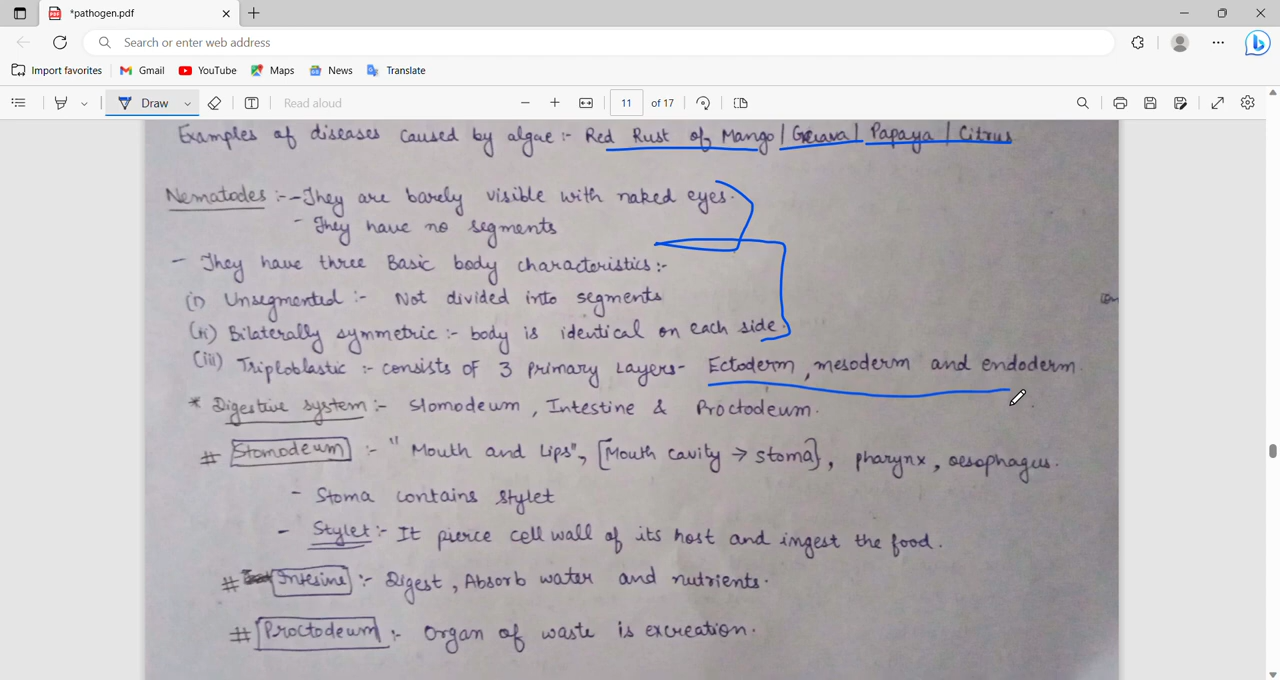 *pathogen.pdf
Search or enter web address
Import favorites Gmail YouTube Maps News Translate
Draw Read aloud 11 of 17
Examples of diseases caused by algae:- Red Rust of Mango | Guava | Papaya | Citrus
Nematodes :- - They are barely visible with naked eyes.
- They have no segments
- They have three Basic body characteristics:-
(i) Unsegmented :- Not divided into segments
(ii) Bilaterally symmetric :- body is identical on each side.
(iii) Triploblastic :- consists of 3 Primary Layers- Ectoderm, mesoderm and endoderm.
* Digestive system :- Stomodeum, Intestine & Proctodeum.
# Stomodeum :- "Mouth and Lips", [Mouth cavity → stoma}, pharynx, oesophagus.
- Stoma contains stylet
- Stylet :- It pierce cell wall of its host and ingest the food.
# Intesine :- Digest, Absorb water and nutrients.
# Proctodeum :- Organ of waste is excreation.